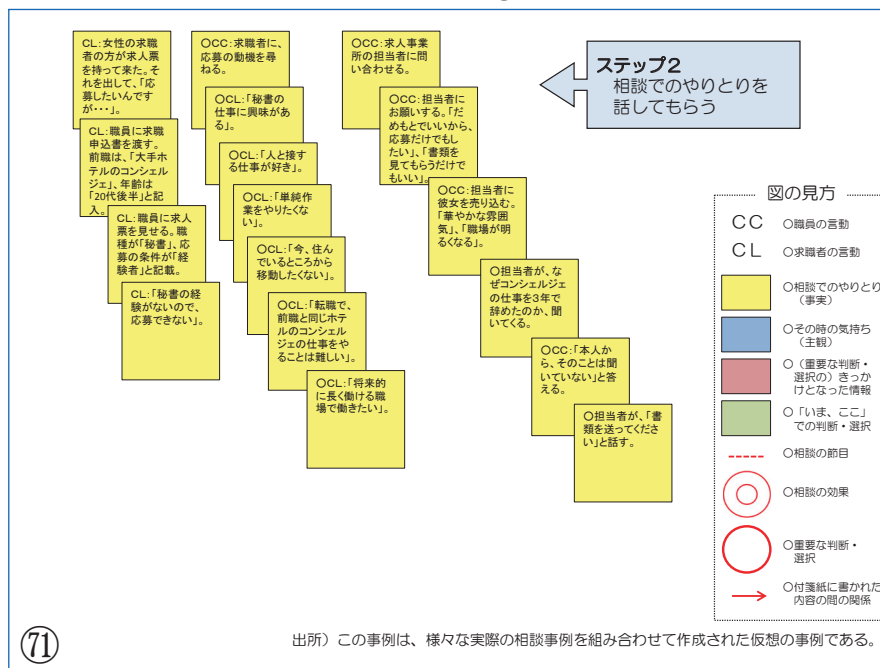 CL:女性の求職
者の方が求人票
を持って来た。そ
れを出して、「応
募したいんです
が・・・」。
CL:職員に求職
申込書を渡す。
前職は、「大手ホ
テルのコンシェル
ジェ」、年齢は
「20代後半」と記
入。
CL:職員に求人
票を見せる。職
種が「秘書」、応
募の条件が「経
験者」と記載。
CL:「秘書の経
験がないので、
応募できない」。
〇CC:求職者に、
応募の動機を尋
ねる。
〇CL:「秘書の
仕事に興味があ
る」。
〇CL:「人と接す
る仕事が好き」。
〇CL:「単純作
業をやりたくな
い」。
〇CL:「今、住ん
でいるところから
移動したくない」。
〇CL:「転職で、
前職と同じホテ
ルのコンシェル
ジェの仕事をや
ることは難しい」。
〇CL:「将来的
に長く働ける職
場で働きたい」。
〇CC:求人事業
所の担当者に問
い合わせる。
〇CC:担当者に
お願いする。「だ
めもとでいいから、
応募だけでもし
たい」、「書類を
見てもらうだけで
もいい」。
〇CC:担当者に
彼女を売り込む。
「華やかな雰囲
気」、「職場が明
るくなる」。
〇担当者が、な
ぜコンシェルジェ
の仕事を3年で
辞めたのか、聞
いてくる。
〇CC:「本人か
ら、そのことは聞
いていない」と答
える。
〇担当者が、「書
類を送ってくださ
い」と話す。
ステップ2
相談でのやりとりを
話してもらう
図の見方
CC 〇職員の言動
CL 〇求職者の言動
〇相談でのやりとり
(事実)
〇その時の気持ち
(主観)
〇(重要な判断・
選択の)きっか
けとなった情報
〇「いま、ここ」
での判断・選択
〇相談の節目
〇相談の効果
〇重要な判断・
選択
〇付箋紙に書かれた
内容の間の関係
71
出所)この事例は、様々な実際の相談事例を組み合わせて作成された仮想の事例である。